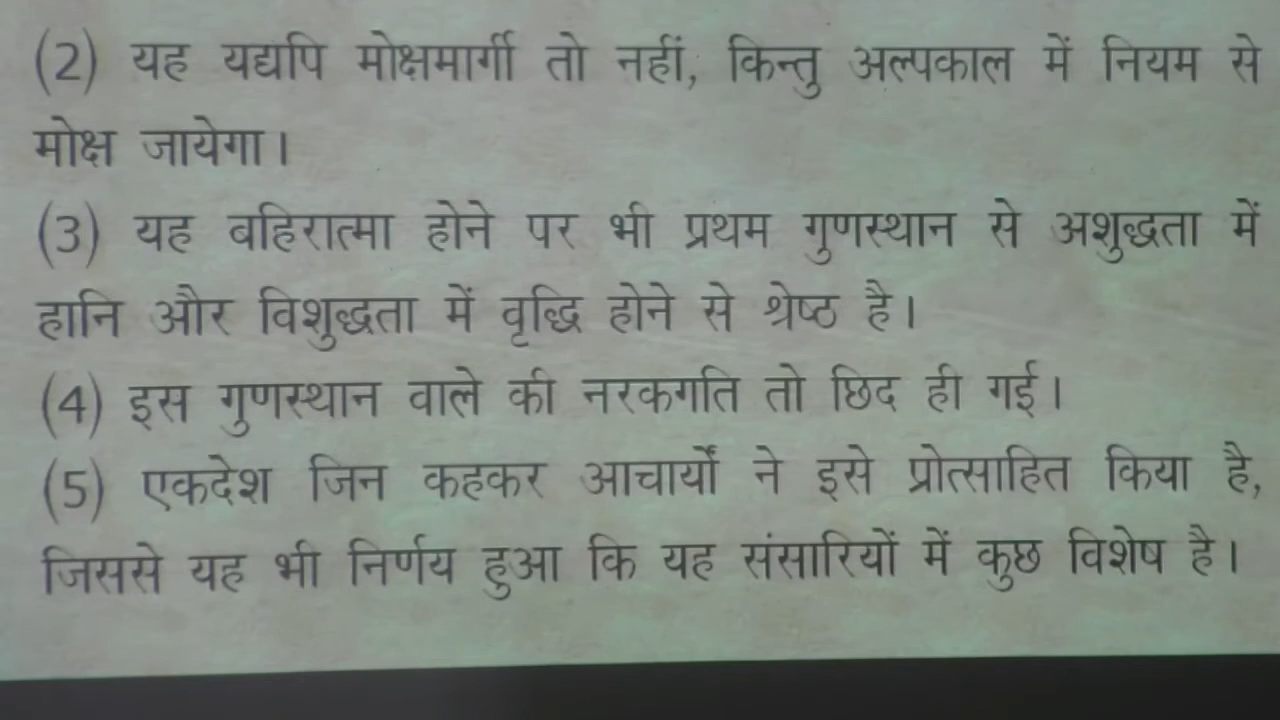 (2) यह यद्यपि मोक्षमार्गी तो नहीं, किन्तु अल्पकाल में नियम से
मोक्ष जायेगा।
(3) यह बहिरात्मा होने पर भी प्रथम गुणस्थान से अशुद्धता में
हानि और विशुद्धता में वृद्धि होने से श्रेष्ठ है।
(4) इस गुणस्थान वाले की नरकगति तो छिद ही गई।
(5) एकदेश जिन कहकर आचार्यों ने इसे प्रोत्साहित किया है,
जिससे यह भी निर्णय हुआ कि यह संसारियों में कुछ विशेष है।